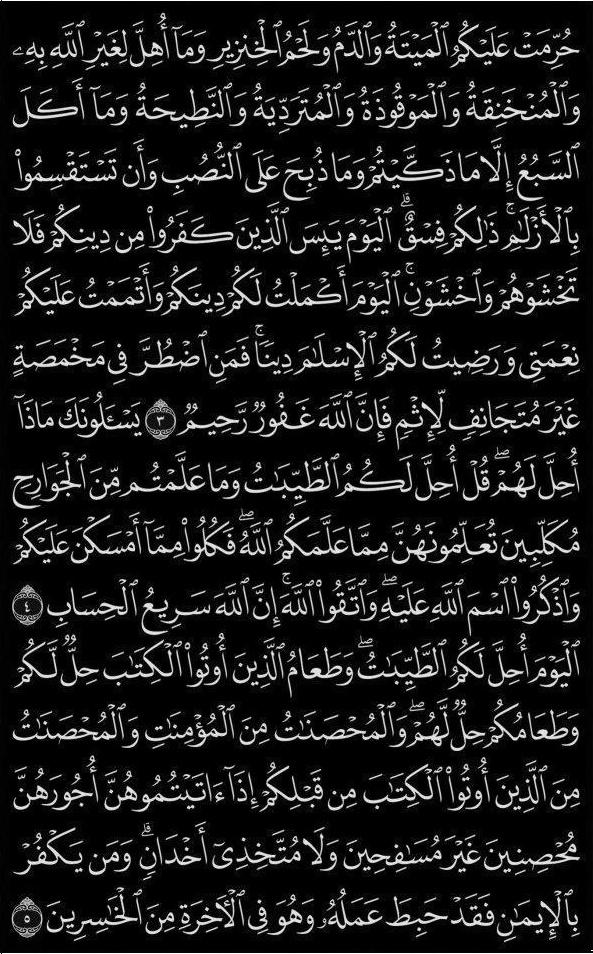 حُرِّمَتْ عَلَيْكُمُ ٱلْمَيْتَةُ وَٱلدَّمُ وَلَحْمُ ٱلْخِنزِيرِ وَمَآ أُهِلَّ لِغَيْرِ ٱللَّهِ بِهِۦ
وَٱلْمُنْخَنِقَةُ وَٱلْمَوْقُوذَةُ وَٱلْمُتَرَدِّيَةُ وَٱلنَّطِيحَةُ وَمَآ أَكَلَ
ٱلسَّبُعُ إِلَّا مَا ذَكَّيْتُمْ وَمَا ذُبِحَ عَلَى ٱلنُّصُبِ وَأَن تَسْتَقْسِمُوا۟
بِٱلْأَزْلَٰمِ ۚ ذَٰلِكُمْ فِسْقٌ ۗ ٱلْيَوْمَ يَئِسَ ٱلَّذِينَ كَفَرُوا۟ مِن دِينِكُمْ فَلَا
تَخْشَوْهُمْ وَٱخْشَوْنِ ۚ ٱلْيَوْمَ أَكْمَلْتُ لَكُمْ دِينَكُمْ وَأَتْمَمْتُ عَلَيْكُمْ
نِعْمَتِى وَرَضِيتُ لَكُمُ ٱلْإِسْلَٰمَ دِينًا ۚ فَمَنِ ٱضْطُرَّ فِى مَخْمَصَةٍ
غَيْرَ مُتَجَانِفٍ لِّإِثْمٍ فَإِنَّ ٱللَّهَ غَفُورٌ رَّحِيمٌ ٣ يَسْـَٔلُونَكَ مَاذَآ
أُحِلَّ لَهُمْ ۖ قُلْ أُحِلَّ لَكُمُ ٱلطَّيِّبَٰتُ وَمَا عَلَّمْتُم مِّنَ ٱلْجَوَارِحِ
مُكَلِّبِينَ تُعَلِّمُونَهُنَّ مِمَّا عَلَّمَكُمُ ٱللَّهُ ۖ فَكُلُوا۟ مِمَّآ أَمْسَكْنَ عَلَيْكُمْ
وَٱذْكُرُوا۟ ٱسْمَ ٱللَّهِ عَلَيْهِ ۖ وَٱتَّقُوا۟ ٱللَّهَ ۚ إِنَّ ٱللَّهَ سَرِيعُ ٱلْحِسَابِ ٤
ٱلْيَوْمَ أُحِلَّ لَكُمُ ٱلطَّيِّبَٰتُ ۖ وَطَعَامُ ٱلَّذِينَ أُوتُوا۟ ٱلْكِتَٰبَ حِلٌّ لَّكُمْ
وَطَعَامُكُمْ حِلٌّ لَّهُمْ ۖ وَٱلْمُحْصَنَٰتُ مِنَ ٱلْمُؤْمِنَٰتِ وَٱلْمُحْصَنَٰتُ
مِنَ ٱلَّذِينَ أُوتُوا۟ ٱلْكِتَٰبَ مِن قَبْلِكُمْ إِذَآ ءَاتَيْتُمُوهُنَّ أُجُورَهُنَّ
مُحْصِنِينَ غَيْرَ مُسَٰفِحِينَ وَلَا مُتَّخِذِىٓ أَخْدَانٍ ۗ وَمَن يَكْفُرْ
بِٱلْإِيمَٰنِ فَقَدْ حَبِطَ عَمَلُهُۥ وَهُوَ فِى ٱلْـَٔاخِرَةِ مِنَ ٱلْخَٰسِرِينَ ٥